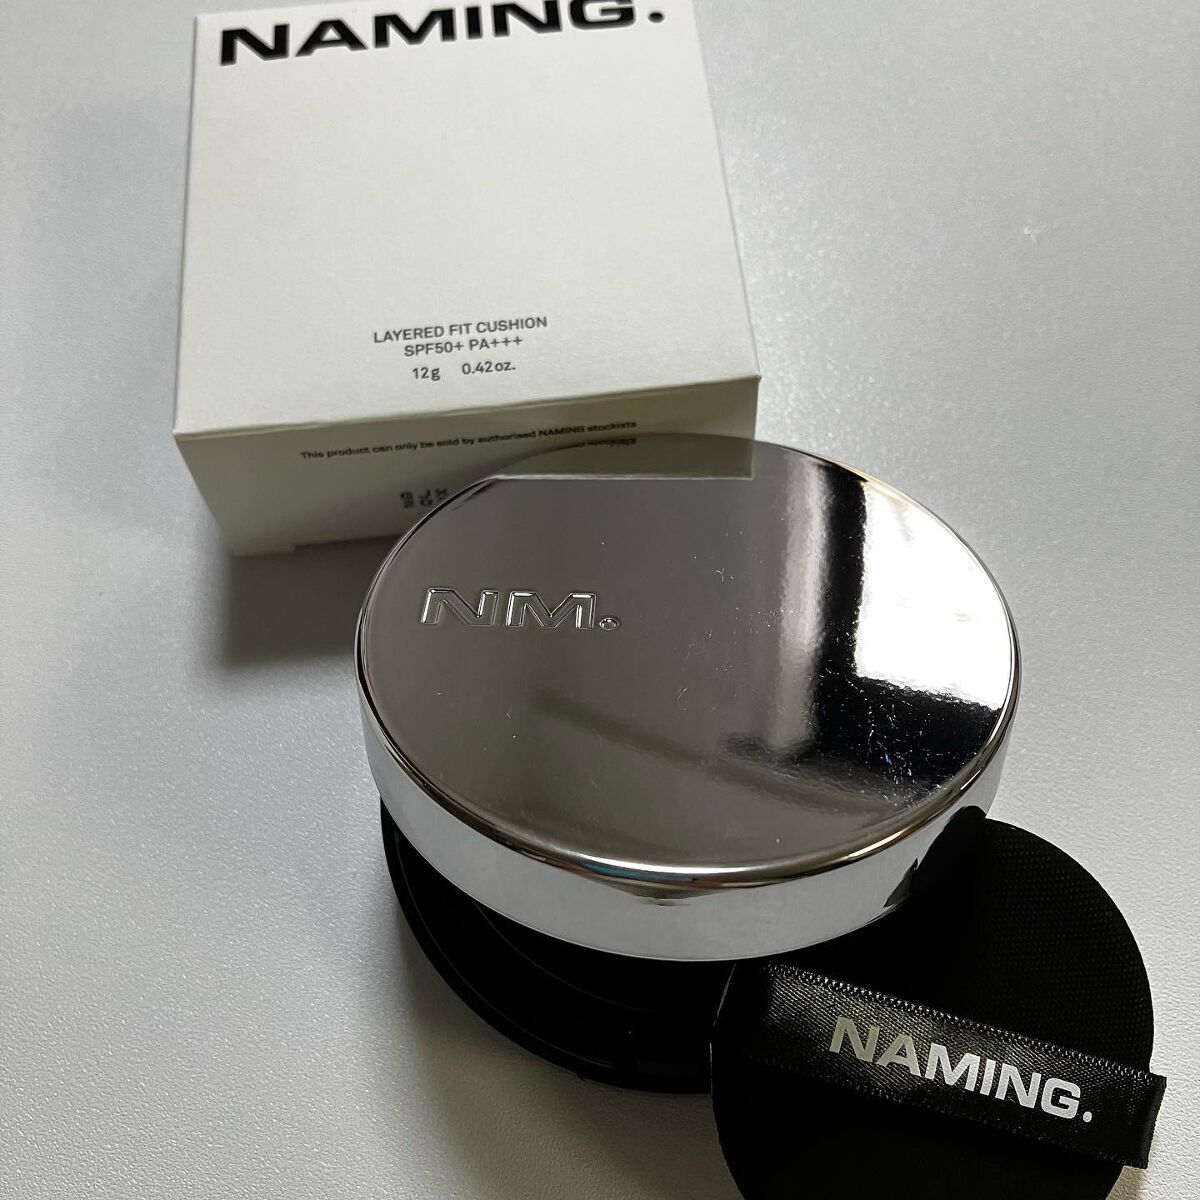 NAMING.
LAYERED FIT CUSHION
SPF50+ PA+++
12g 0.42oz.
This product can only be sold by authorised NAMING stockists
NM.
NAMING.